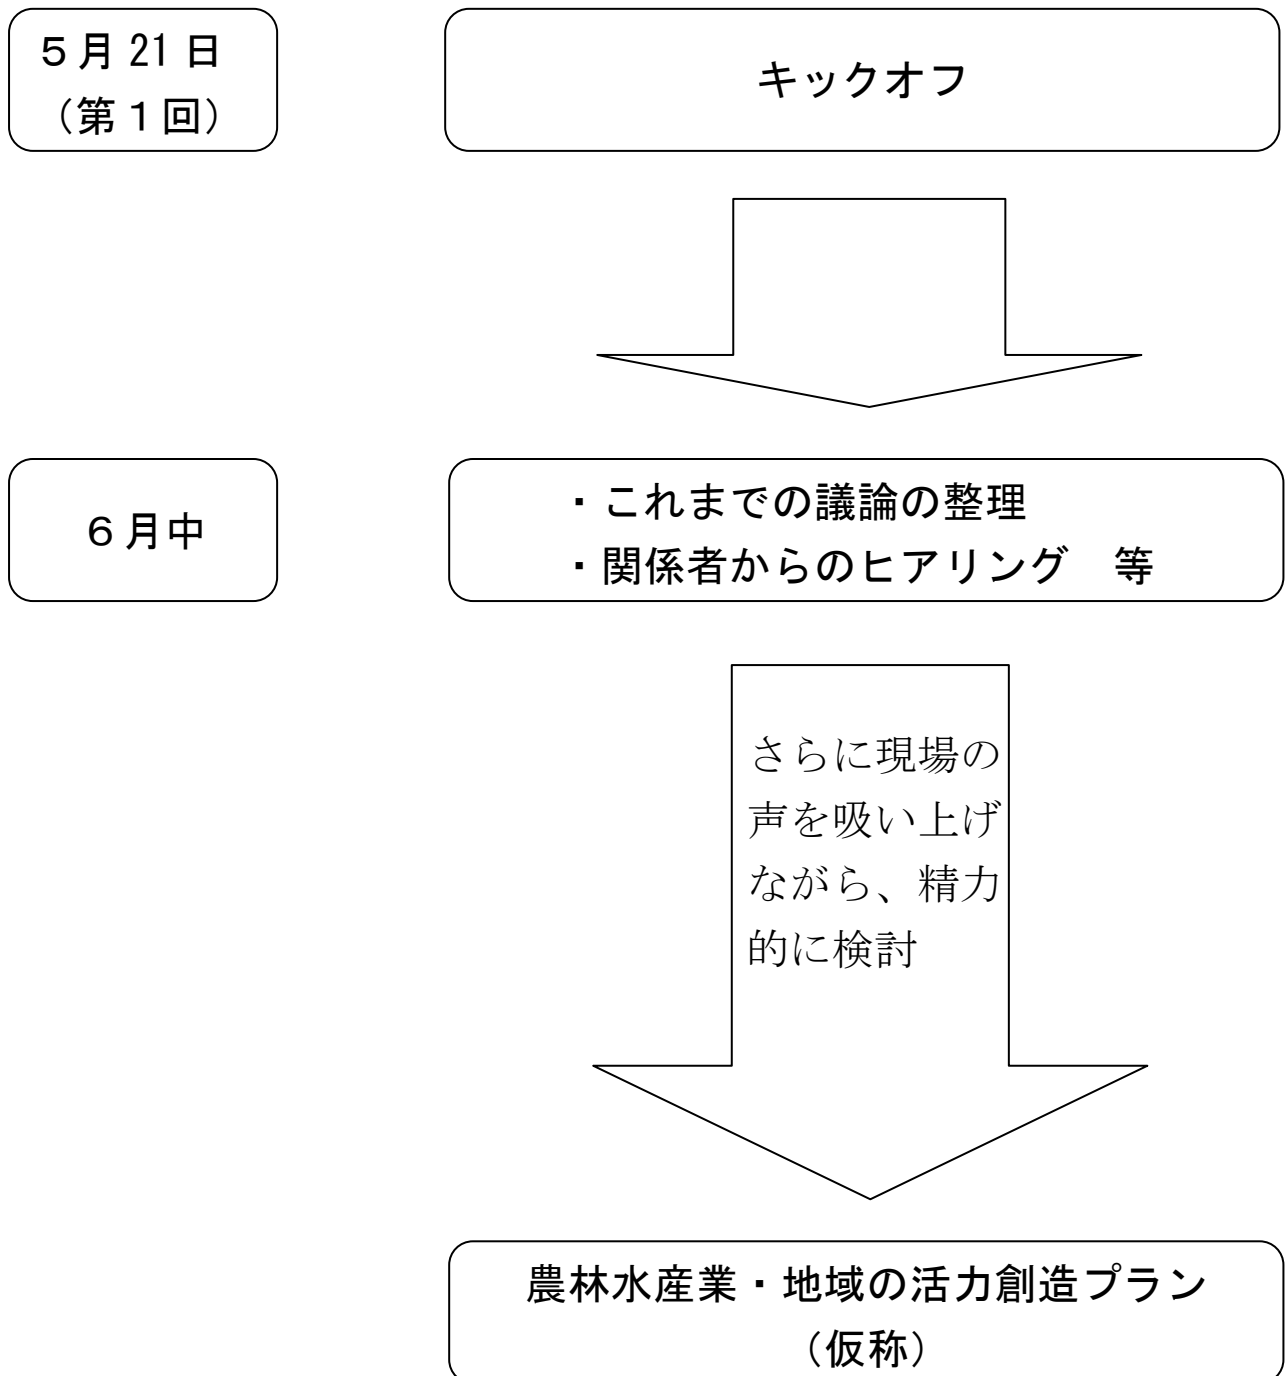 5月21日
(第1回)
キックオフ
6月中
・これまでの議論の整理
・関係者からのヒアリング 等
さらに現場の
声を吸い上げ
ながら、精力
的に検討
農林水産業・地域の活力創造プラン
(仮称)